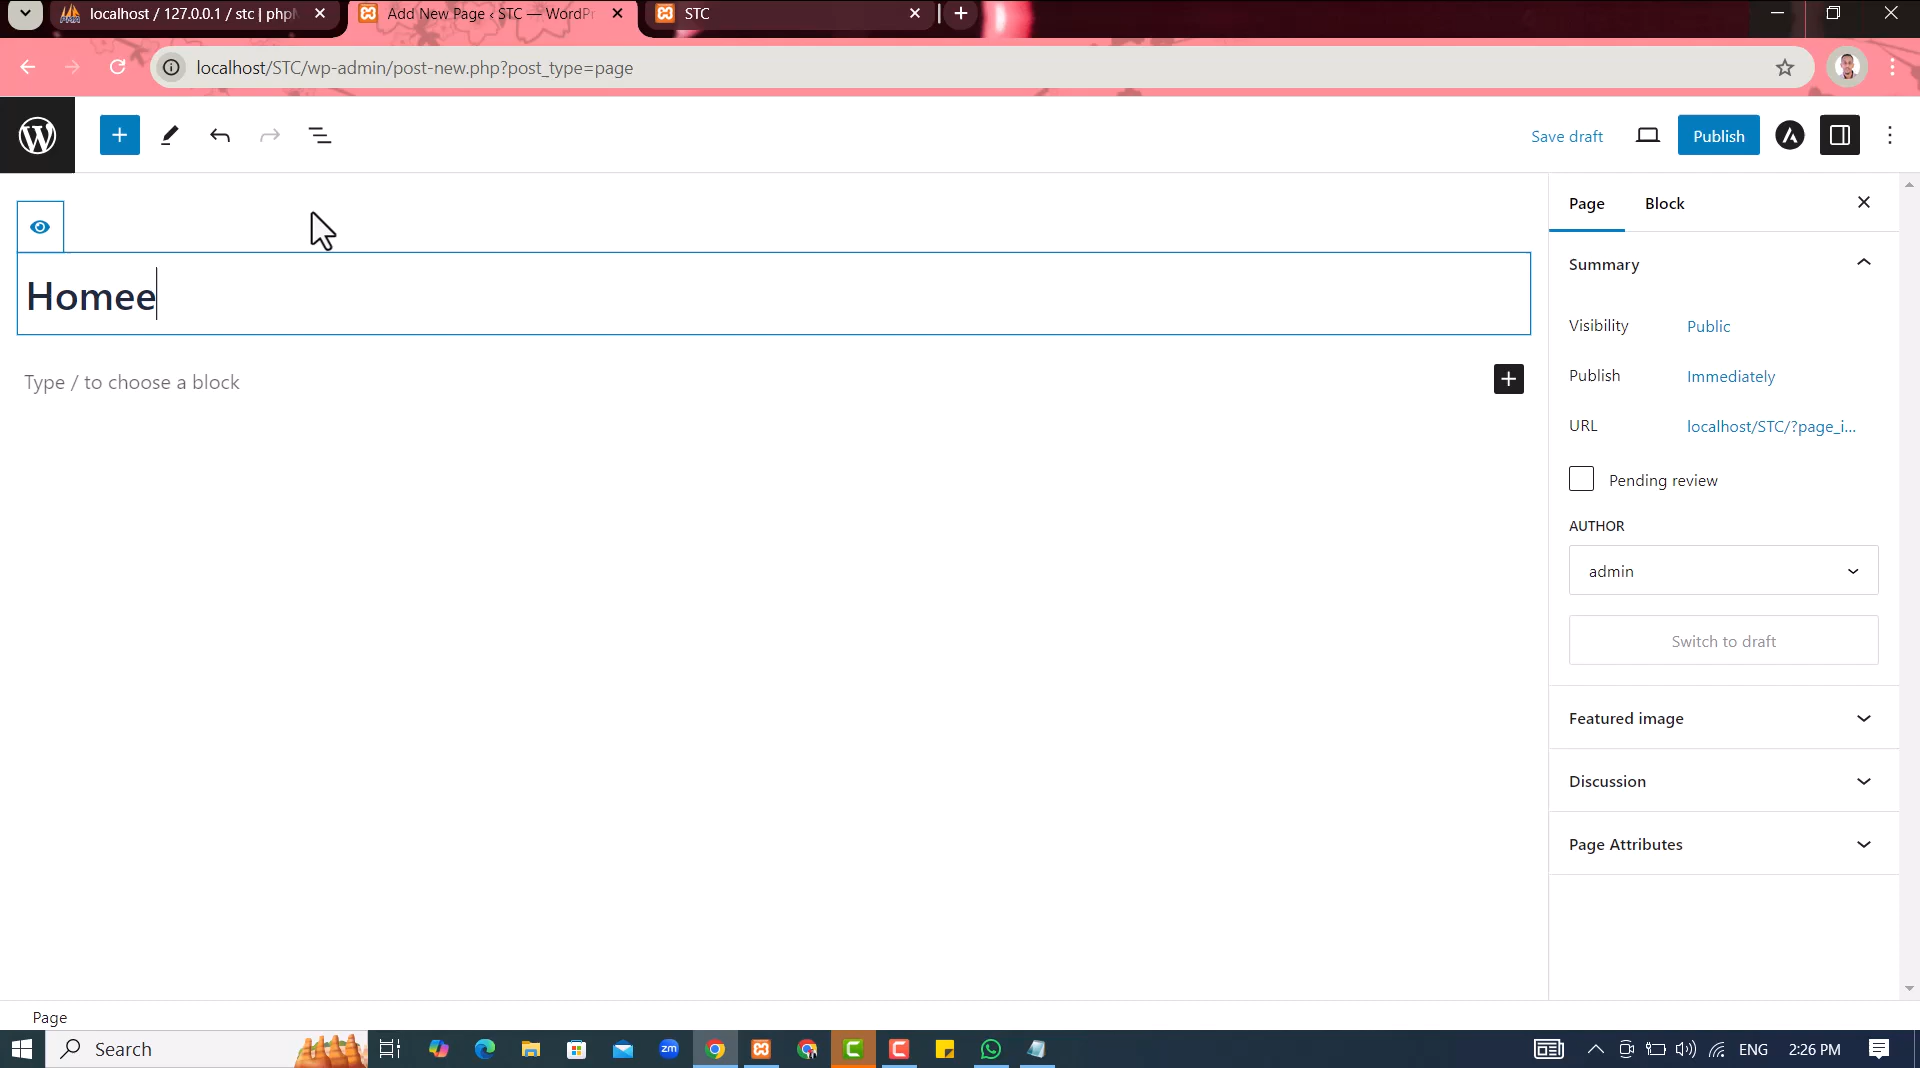 localhost / 127.0.0.1 / stc | php
Add New Page ‹ STC — WordPr
STC
localhost/STC/wp-admin/post-new.php?post_type=page
Save draft
Publish
Page
Block
Homee
Summary
Visibility
Public
Type / to choose a block
Publish
Immediately
URL
localhost/STC/?page_i...
Pending review
AUTHOR
admin
Switch to draft
Featured image
Discussion
Page Attributes
Page
Search
zm
ENG
2:26 PM